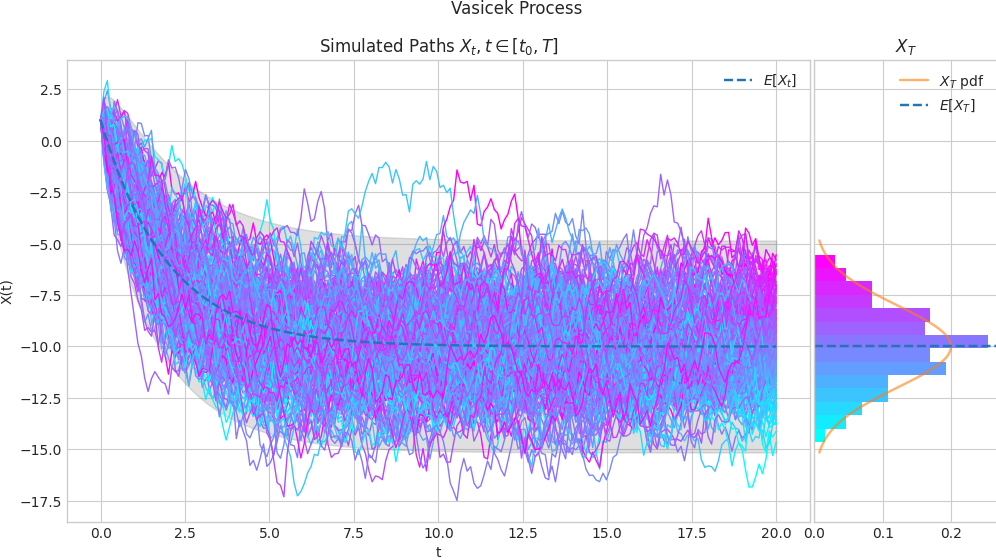 Vasicek Process
Simulated Paths $X_t, t \in [t_0, T]$
$X_T$
$E[X_t]$
$X_T$ pdf
$E[X_T]$
X(t)
2.5
0.0
−2.5
−5.0
−7.5
−10.0
−12.5
−15.0
−17.5
0.0 2.5 5.0 7.5 10.0 12.5 15.0 17.5 20.0
0.0 0.1 0.2
t